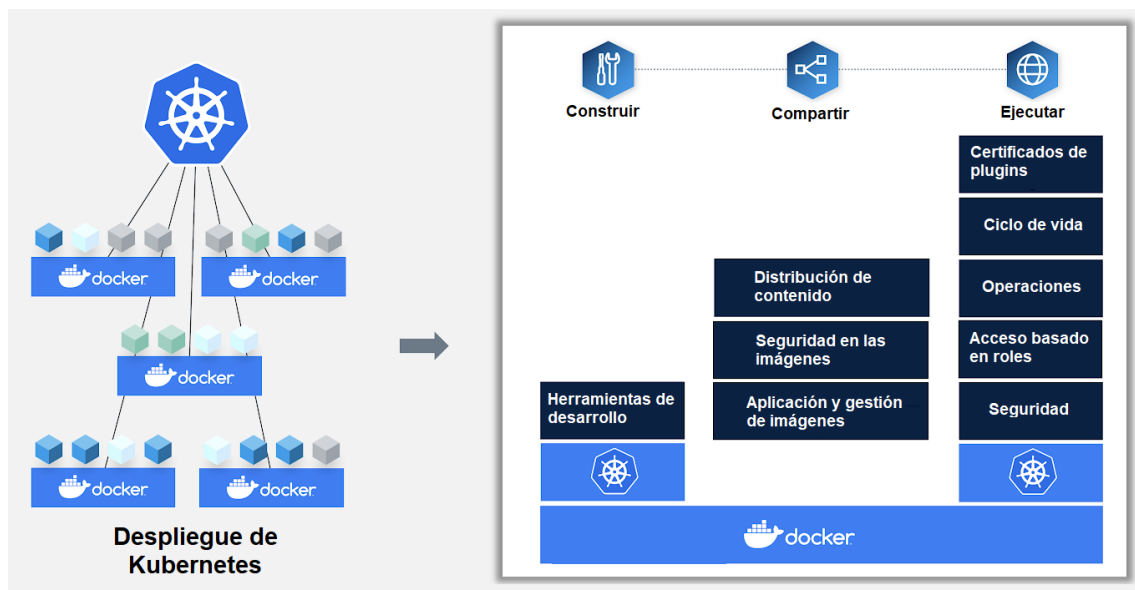 docker
docker
docker
docker
docker
Despliegue de
Kubernetes
Construir
Compartir
Ejecutar
Certificados de
plugins
Ciclo de vida
Distribución de
contenido
Operaciones
Seguridad en las
imágenes
Acceso basado
en roles
Herramientas de
desarrollo
Aplicación y gestión
de imágenes
Seguridad
docker